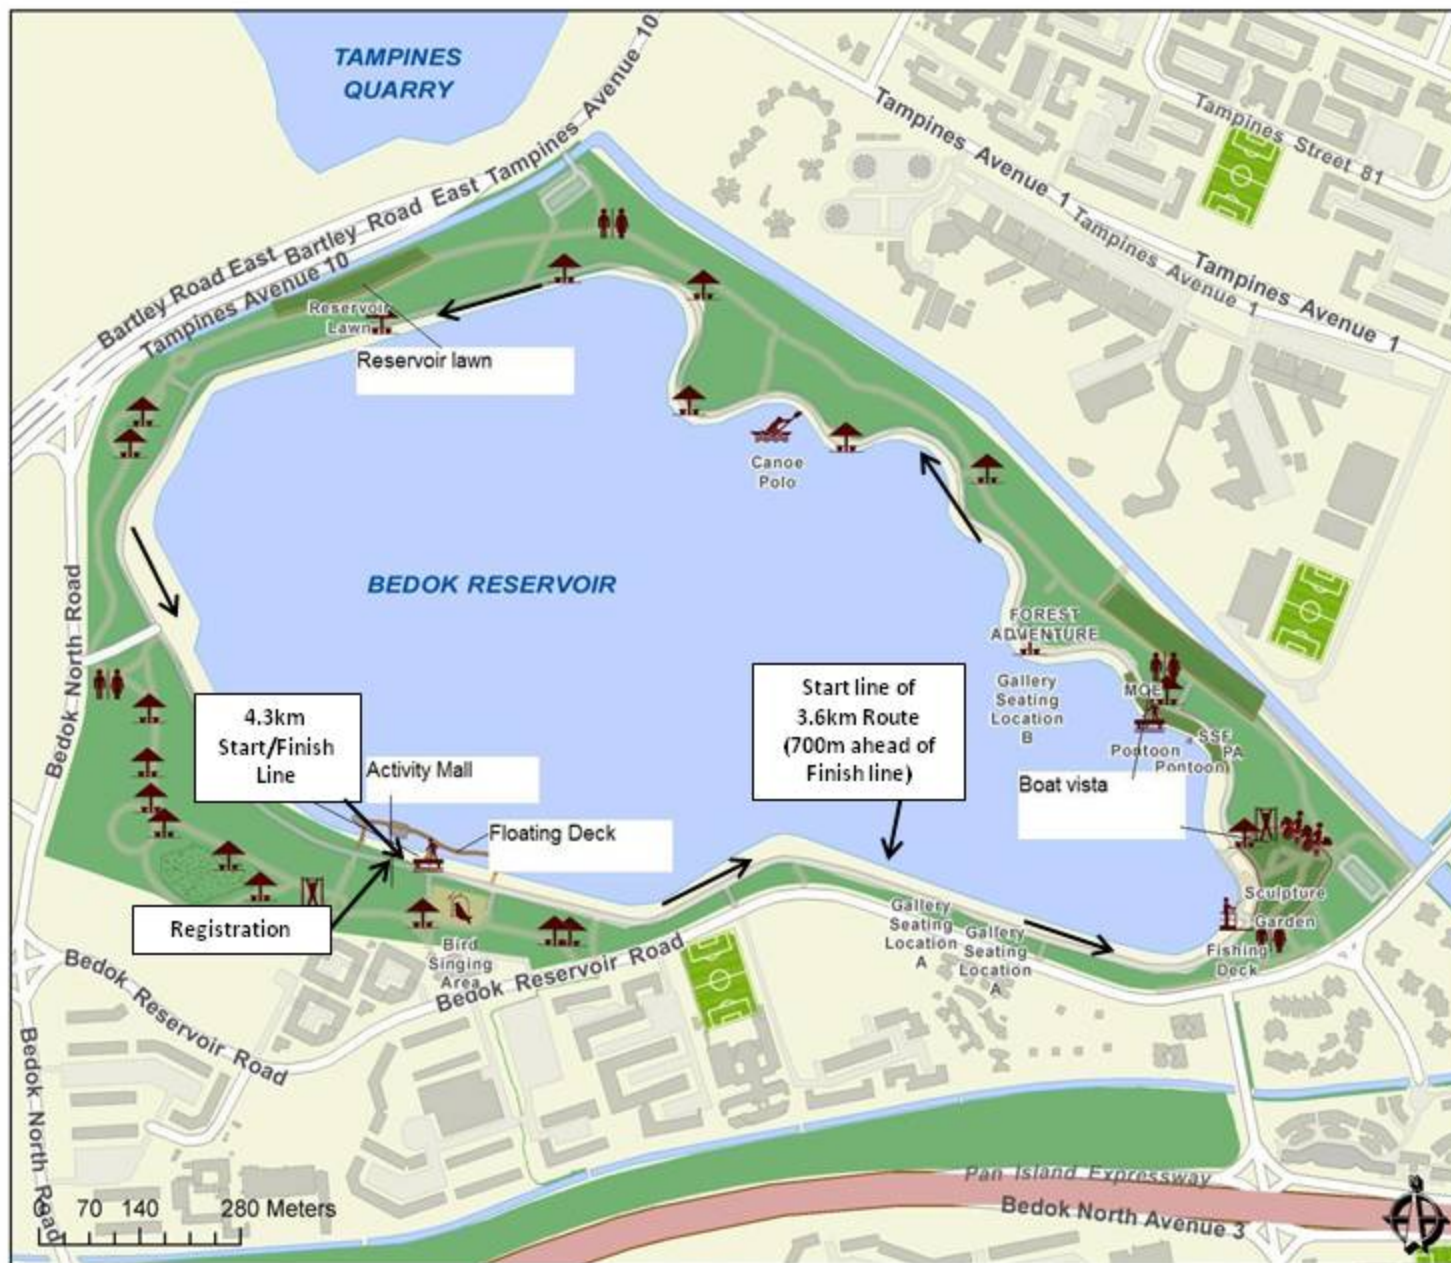 TAMPINES
QUARRY
Bartley Road East Bartley Road East Tampines Avenue 10
Tampines Avenue 10
Tampines Avenue 1
Tampines Street 81
Tampines Avenue 1
Tampines Avenue 1
Reservoir
Lawn
Reservoir lawn
Canoe
Polo
BEDOK RESERVOIR
Bedok North Road
FOREST
ADVENTURE
Gallery
Seating
Location
B
MOE
SSF
PA
Pontoon
Pontoon
Boat vista
4.3km
Start/Finish
Line
Start line of
3.6km Route
(700m ahead of
Finish line)
Activity Mall
Floating Deck
Registration
Bird
Singing
Area
Gallery
Seating
Location
A
Gallery
Seating
Location
A
Sculpture
Garden
Fishing
Deck
Bedok Reservoir Road
Bedok Reservoir Road
Bedok North Road
Pan Island Expressway
Bedok North Avenue 3
0 70 140 280 Meters